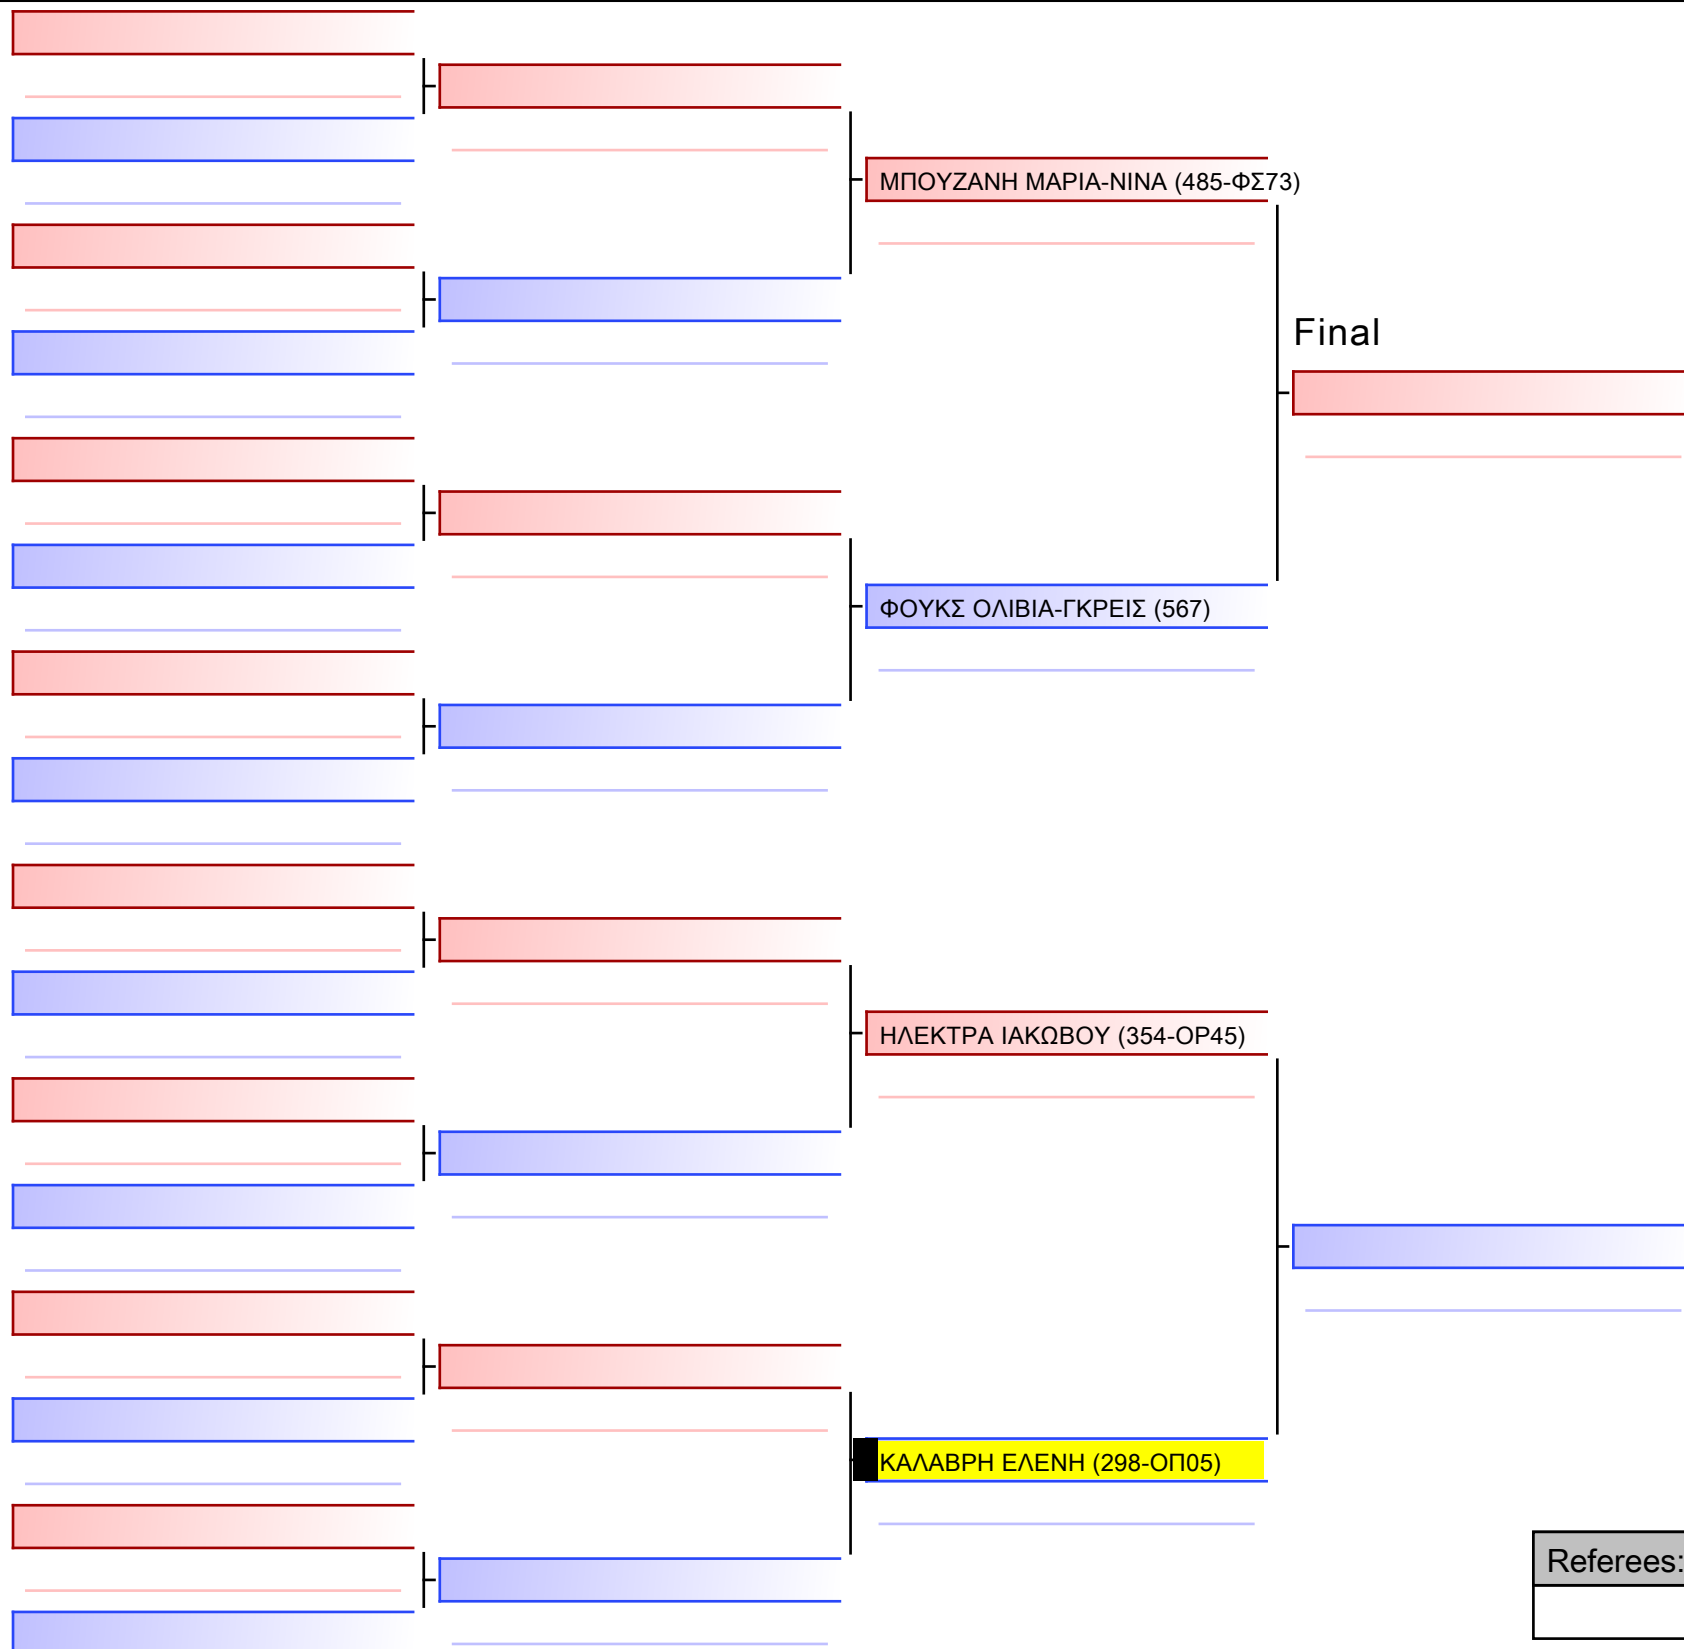 ΜΠΟΥΖΑΝΗ ΜΑΡΙΑ-ΝΙΝΑ (485-ΦΣ73)
Final
ΦΟΥΚΣ ΟΛΙΒΙΑ-ΓΚΡΕΙΣ (567)
ΗΛΕΚΤΡΑ ΙΑΚΩΒΟΥ (354-ΟΡ45)
ΚΑΛΑΒΡΗ ΕΛΕΝΗ (298-ΟΠ05)
Referees: